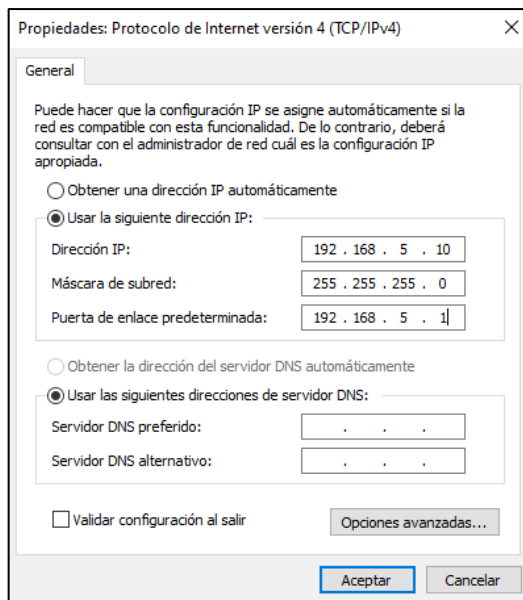 Propiedades: Protocolo de Internet versión 4 (TCP/IPv4)
General
Puede hacer que la configuración IP se asigne automáticamente si la
red es compatible con esta funcionalidad. De lo contrario, deberá
consultar con el administrador de red cuál es la configuración IP
apropiada.
Obtener una dirección IP automáticamente
Usar la siguiente dirección IP:
Dirección IP: 192 . 168 . 5 . 10
Máscara de subred: 255 . 255 . 255 . 0
Puerta de enlace predeterminada: 192 . 168 . 5 . 1
Obtener la dirección del servidor DNS automáticamente
Usar las siguientes direcciones de servidor DNS:
Servidor DNS preferido: . . .
Servidor DNS alternativo: . . .
Validar configuración al salir Opciones avanzadas...
Aceptar Cancelar